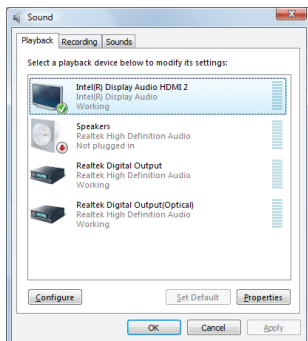 Sound
Playback
Recording
Sounds
Select a playback device below to modify its settings:
Intel(R) Display Audio HDMI 2
Intel(R) Display Audio
Working
Speakers
Realtek High Definition Audio
Not plugged in
Realtek Digital Output
Realtek High Definition Audio
Working
Realtek Digital Output(Optical)
Realtek High Definition Audio
Working
Configure
Set Default
Properties
OK
Cancel
Apply